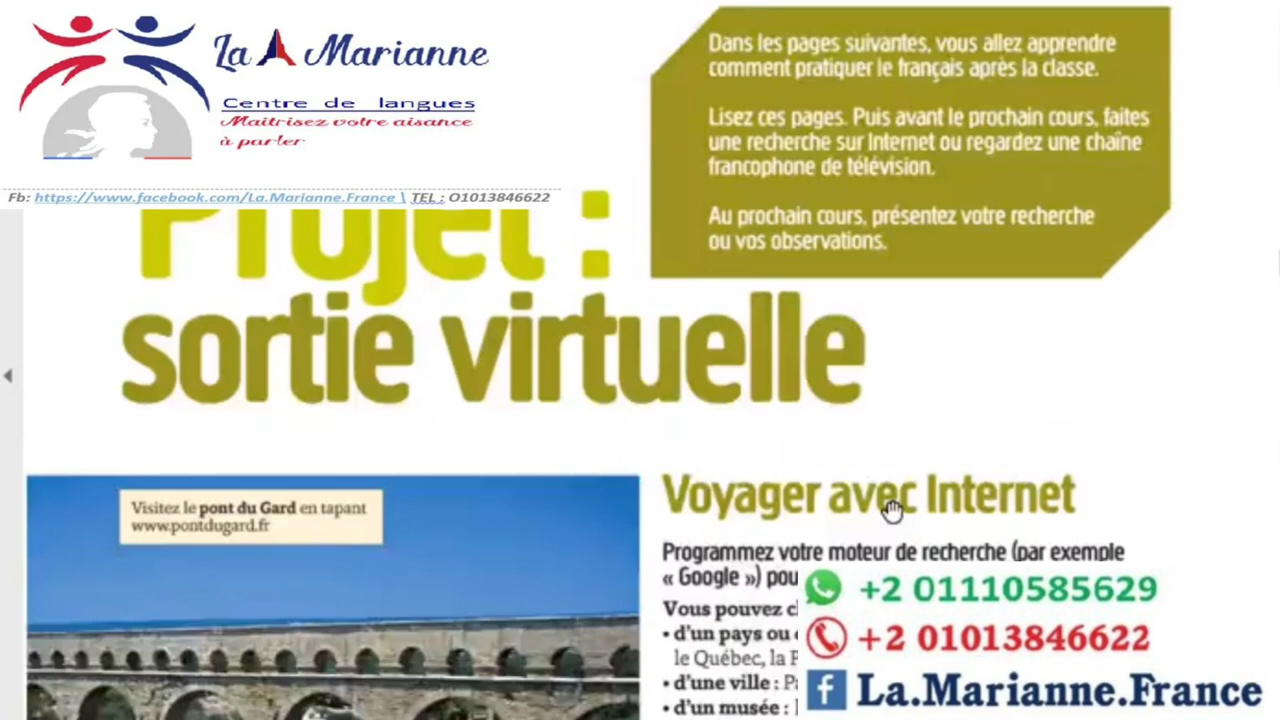 La Marianne
Centre de langues
Maîtrisez votre aisance
à parler
Fb: https://www.facebook.com/La.Marianne.France \ TEL : O1013846622
Dans les pages suivantes, vous allez apprendre
comment pratiquer le français après la classe.
Lisez ces pages. Puis avant le prochain cours, faites
une recherche sur Internet ou regardez une chaîne
francophone de télévision.
Au prochain cours, présentez votre recherche
ou vos observations.
Projet :
sortie virtuelle
Visitez le pont du Gard en tapant
www.pontdugard.fr
Voyager avec Internet
Programmez votre moteur de recherche (par exemple
« Google »)
Vous pouvez
• d'un pays ou
le Québec, la
• d'une ville :
• d'un musée :
+2 01110585629
+2 01013846622
La.Marianne.France